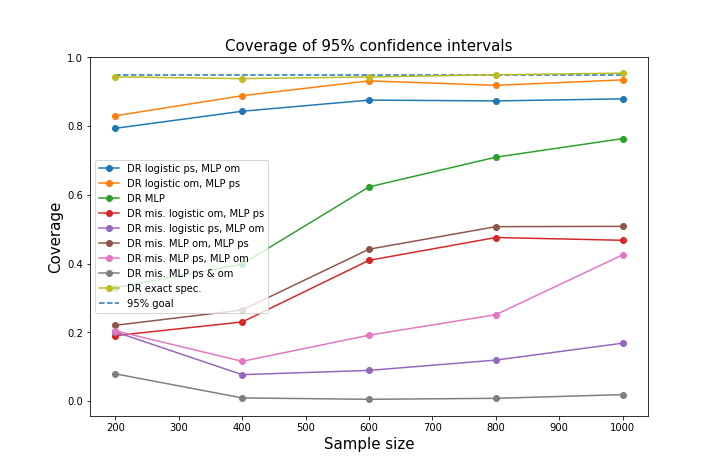 Coverage of 95% confidence intervals
1.0
0.8
0.6
0.4
0.2
0.0
Coverage
DR logistic ps, MLP om
DR logistic om, MLP ps
DR MLP
DR mis. logistic om, MLP ps
DR mis. logistic ps, MLP om
DR mis. MLP om, MLP ps
DR mis. MLP ps, MLP om
DR mis. MLP ps & om
DR exact spec.
95% goal
200 300 400 500 600 700 800 900 1000
Sample size